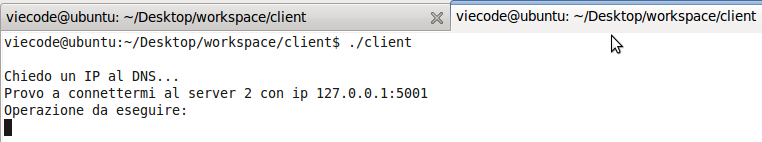 viecode@ubuntu: ~/Desktop/workspace/client viecode@ubuntu: ~/Desktop/workspace/client
viecode@ubuntu:~/Desktop/workspace/client$ ./client
Chiedo un IP al DNS...
Provo a connettermi al server 2 con ip 127.0.0.1:5001
Operazione da eseguire: